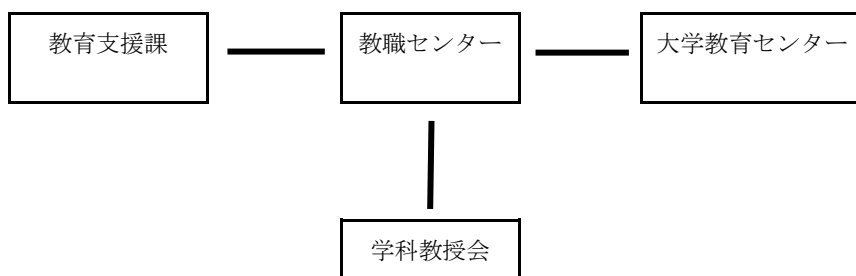 教育支援課
教職センター
大学教育センター
学科教授会